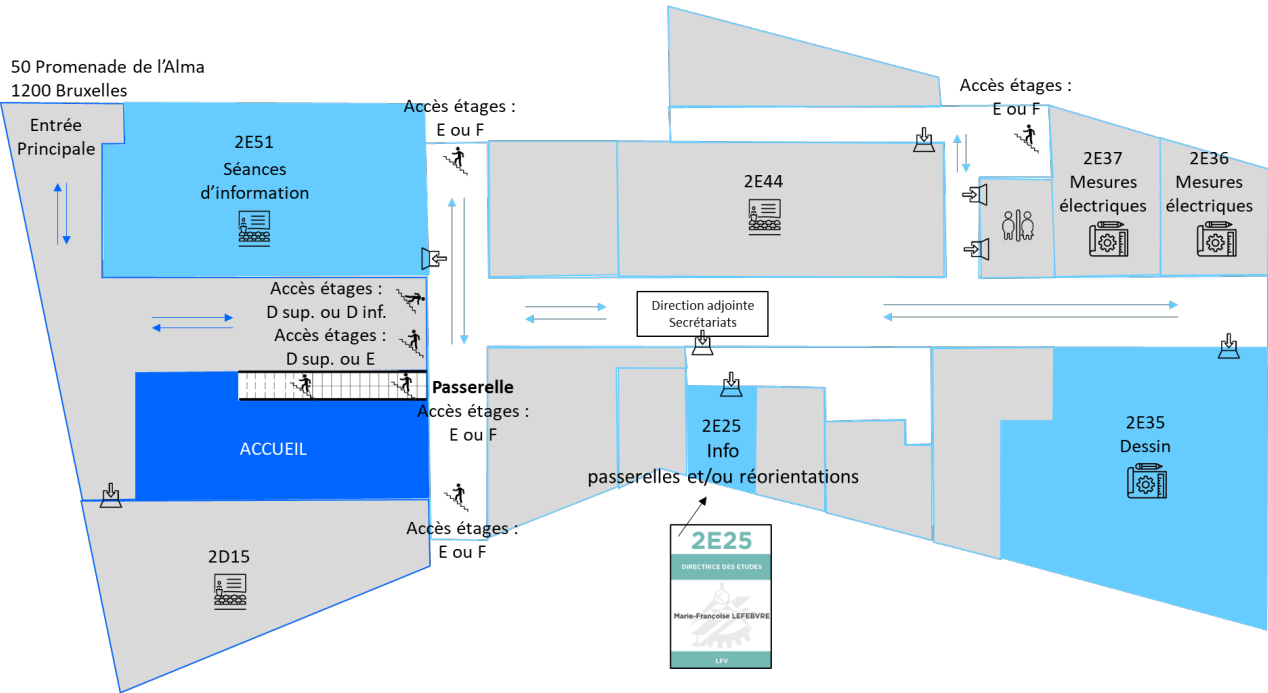 50 Promenade de l’Alma
1200 Bruxelles
Entrée
Principale
2E51
Séances
d’information
Accès étages :
E ou F
2E44
Accès étages :
E ou F
2E37
Mesures
électriques
2E36
Mesures
électriques
Accès étages :
D sup. ou D inf.
Accès étages :
D sup. ou E
Direction adjointe
Secrétariats
Passerelle
Accès étages :
E ou F
ACCUEIL
2E25
Info
passerelles et/ou réorientations
2E35
Dessin
Accès étages :
E ou F
2D15
2E25
DIRECTRICE DES ETUDES
Marie-Françoise LEFEBVRE
LFV